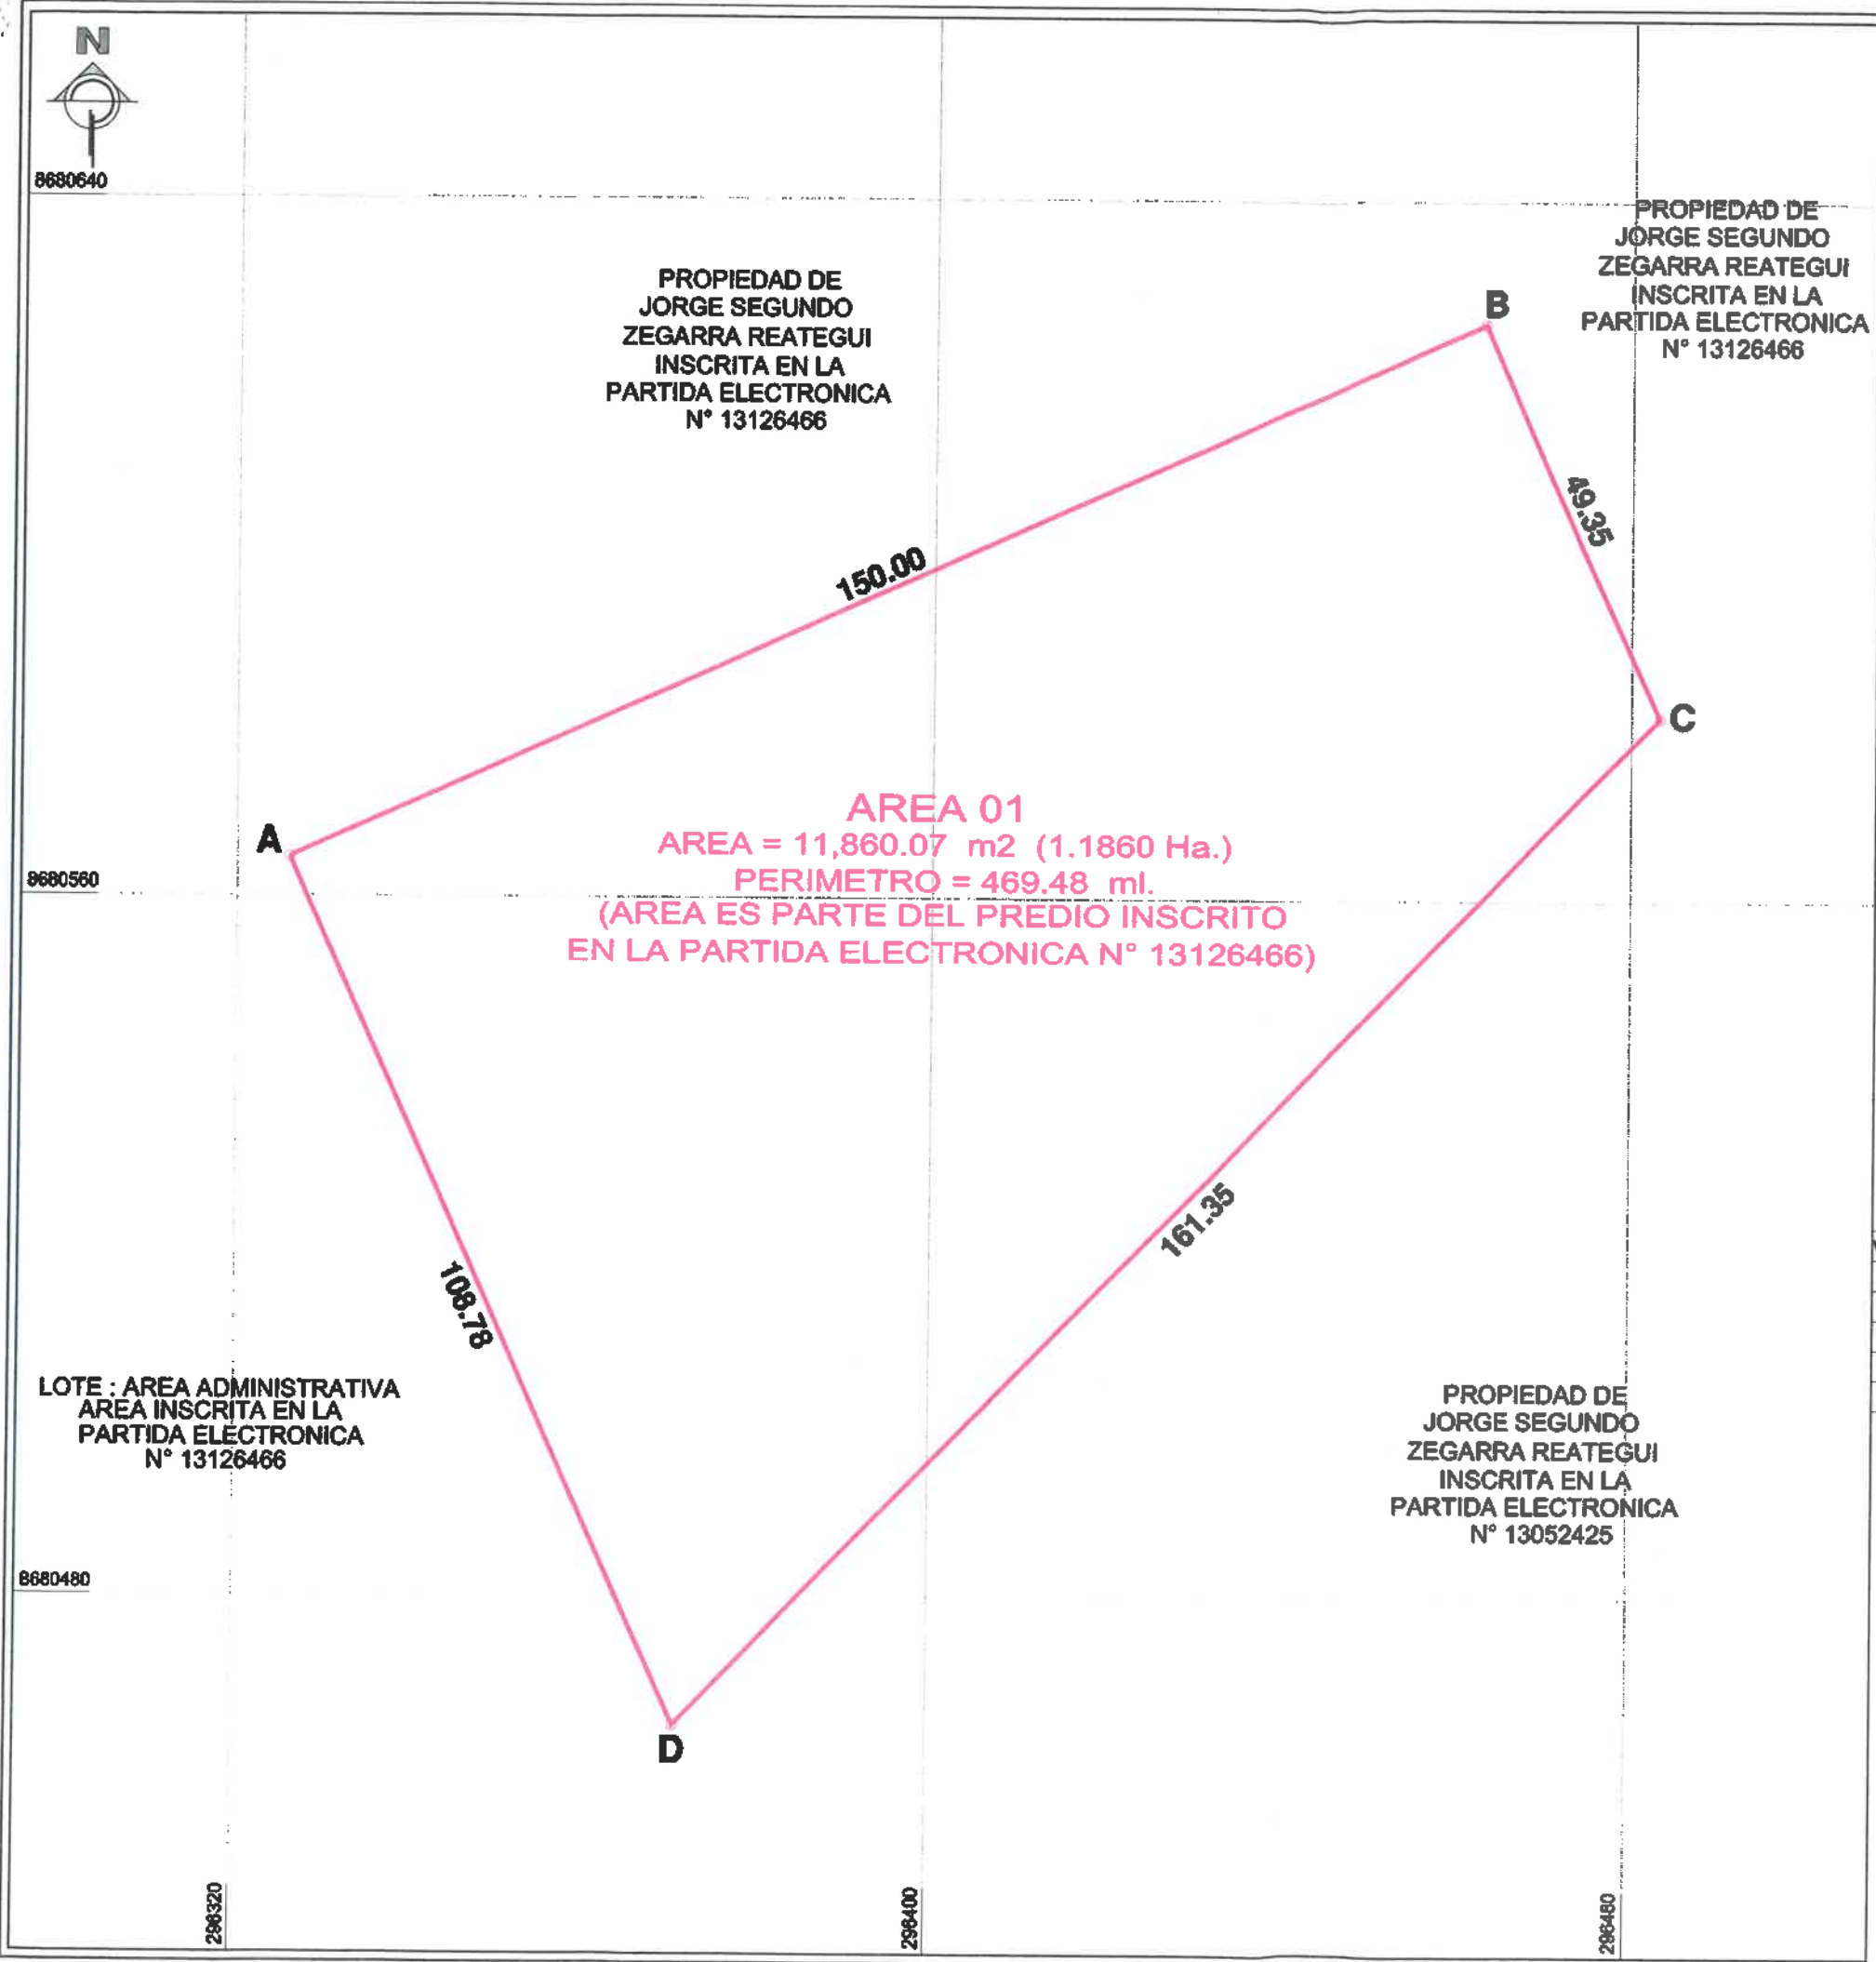 N
8680640
PROPIEDAD DE
JORGE SEGUNDO
ZEGARRA REATEGUI
INSCRITA EN LA
PARTIDA ELECTRONICA
N° 13126466
PROPIEDAD DE
JORGE SEGUNDO
ZEGARRA REATEGUI
INSCRITA EN LA
PARTIDA ELECTRONICA
N° 13126466
B
49.35
150.00
C
A
AREA 01
AREA = 11,860.07 m2 (1.1860 Ha.)
PERIMETRO = 469.48 ml.
(AREA ES PARTE DEL PREDIO INSCRITO
EN LA PARTIDA ELECTRONICA N° 13126466)
8680560
161.35
108.78
LOTE : AREA ADMINISTRATIVA
AREA INSCRITA EN LA
PARTIDA ELECTRONICA
N° 13126466
PROPIEDAD DE
JORGE SEGUNDO
ZEGARRA REATEGUI
INSCRITA EN LA
PARTIDA ELECTRONICA
N° 13052425
8680480
D
296320
296400
296480